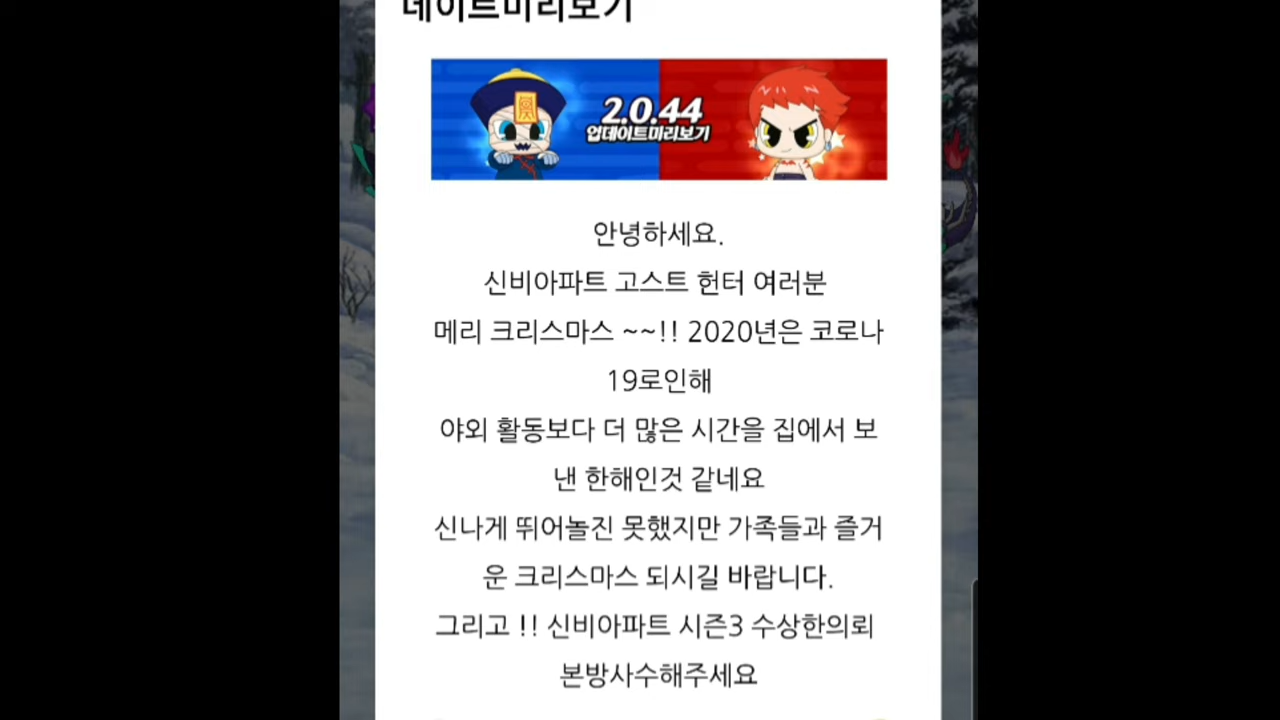 데이트미리보기
2.0.44
업데이트미리보기
안녕하세요.
신비아파트 고스트 헌터 여러분
메리 크리스마스 ~~!! 2020년은 코로나
19로인해
야외 활동보다 더 많은 시간을 집에서 보
낸 한해인것 같네요
신나게 뛰어놀진 못했지만 가족들과 즐거
운 크리스마스 되시길 바랍니다.
그리고 !! 신비아파트 시즌3 수상한의뢰
본방사수해주세요